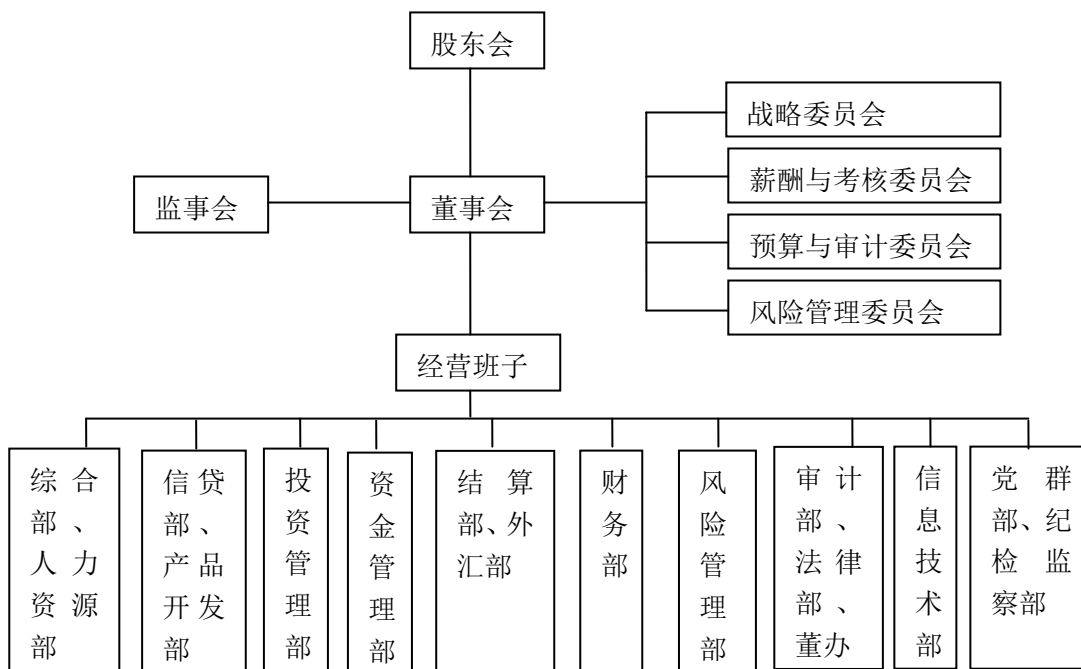 股东会
战略委员会
薪酬与考核委员会
监事会
董事会
预算与审计委员会
风险管理委员会
经营班子
综合
部、
人力
资源
部
信贷
部、
产品
开发
部
投
资
管
理
部
资
金
管
理
部
结算
部、外
汇部
财
务
部
风
险
管
理
部
审计
部、
法律
部、
董办
信
息
技
术
部
党群
部、纪
检监
察部